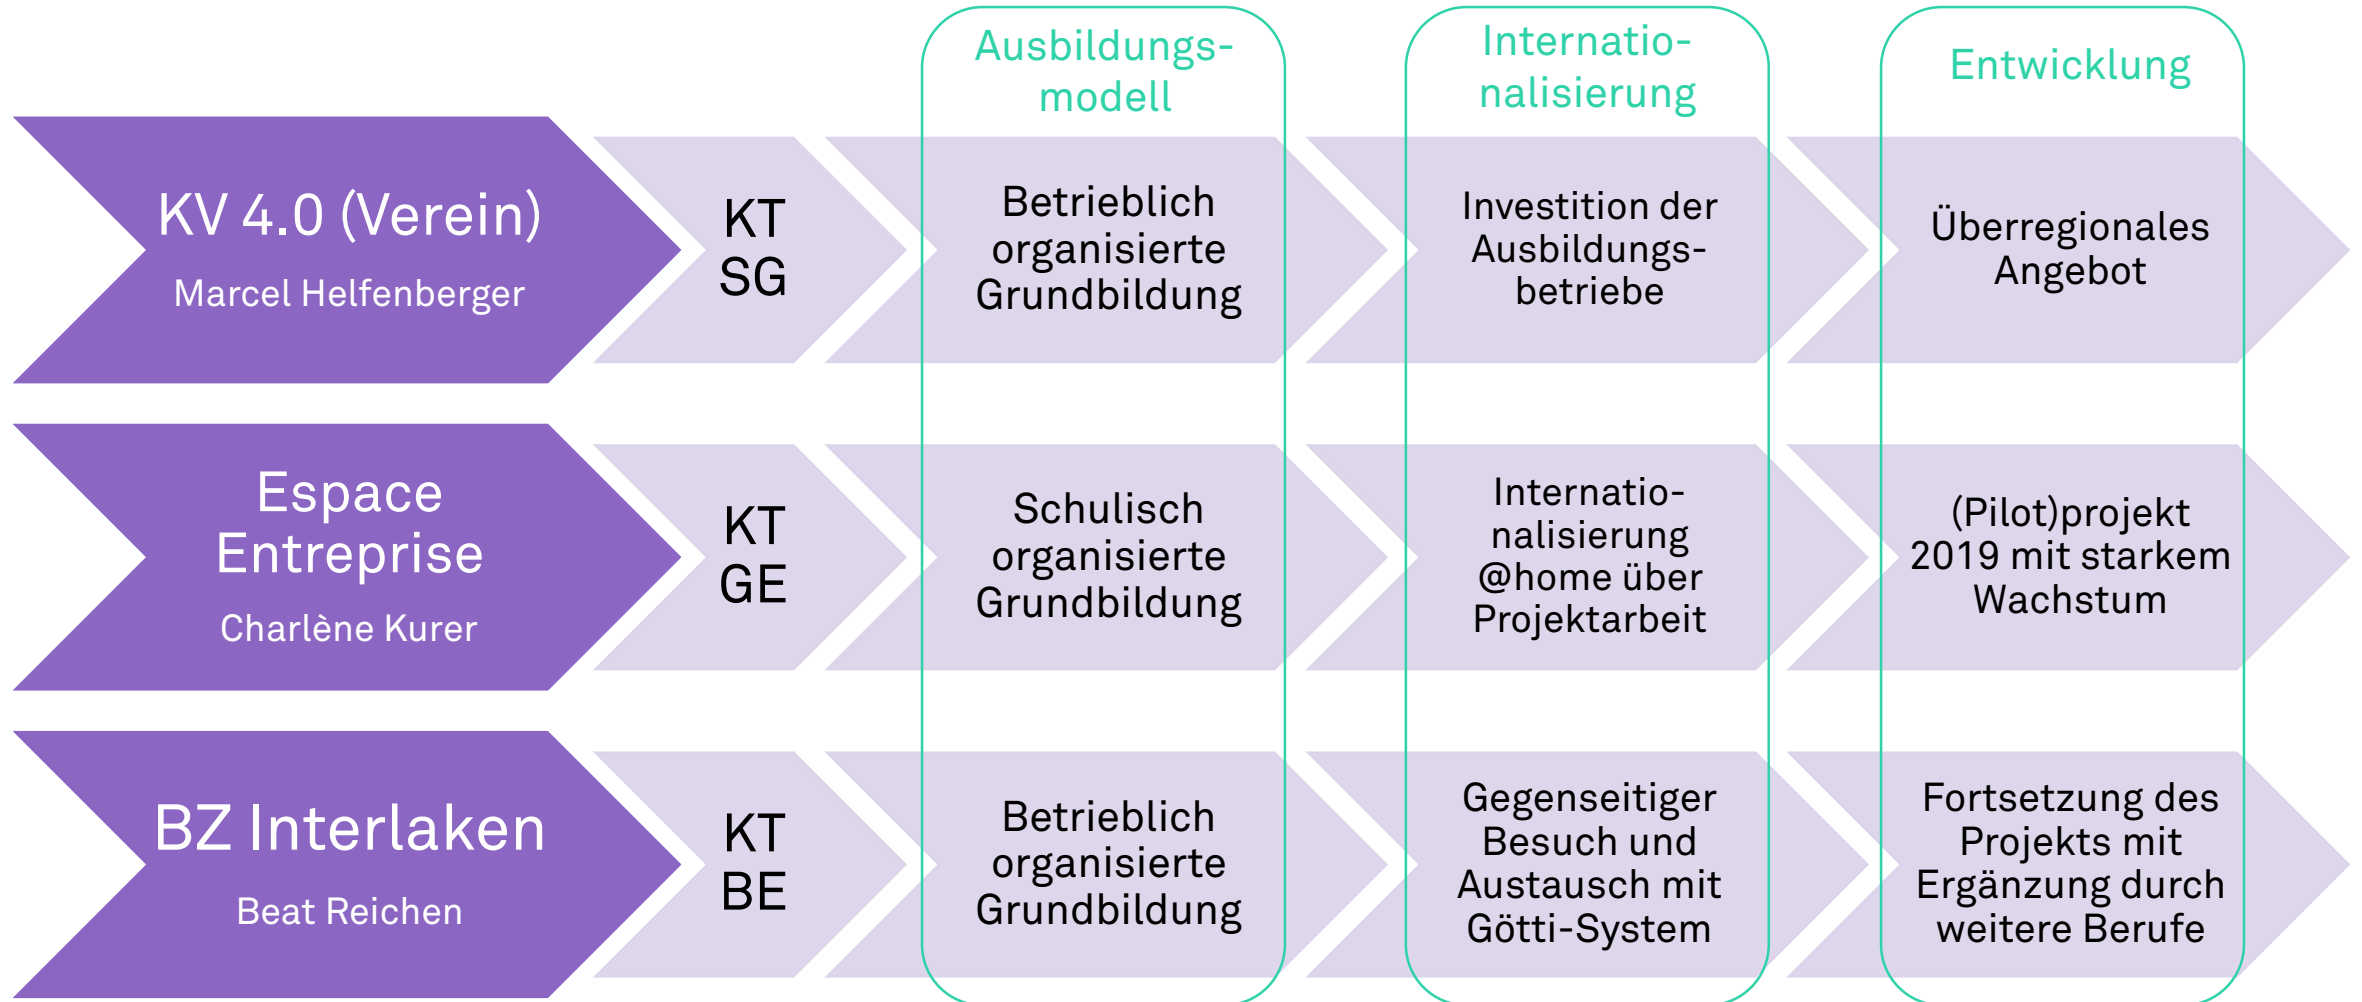 Ausbildungs-
modell
Internatio-
nalisierung
Entwicklung
KV 4.0 (Verein)
Marcel Helfenberger
KT
SG
Betrieblich
organisierte
Grundbildung
Investition der
Ausbildungs-
betriebe
Überregionales
Angebot
Espace
Entreprise
Charlène Kurer
KT
GE
Schulisch
organisierte
Grundbildung
Internatio-
nalisierung
@home über
Projektarbeit
(Pilot)projekt
2019 mit starkem
Wachstum
BZ Interlaken
Beat Reichen
KT
BE
Betrieblich
organisierte
Grundbildung
Gegenseitiger
Besuch und
Austausch mit
Götti-System
Fortsetzung des
Projekts mit
Ergänzung durch
weitere Berufe